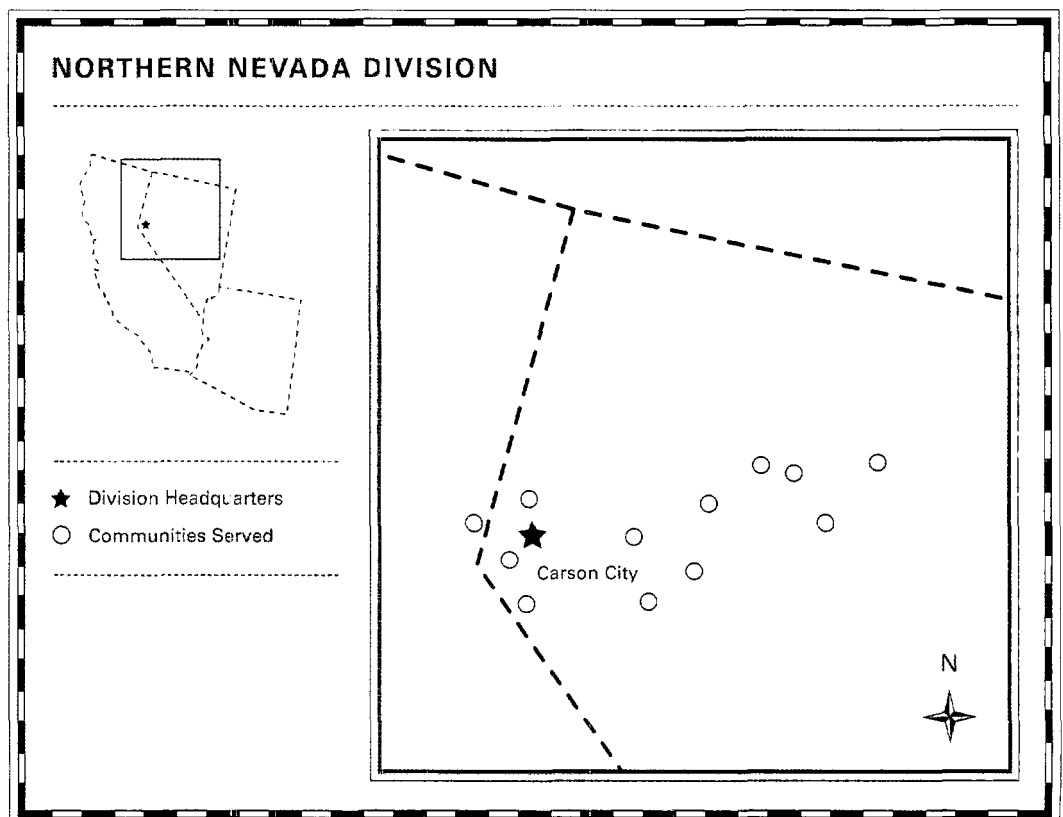 NORTHERN NEVADA DIVISION
Division Headquarters
Communities Served
Carson City
N